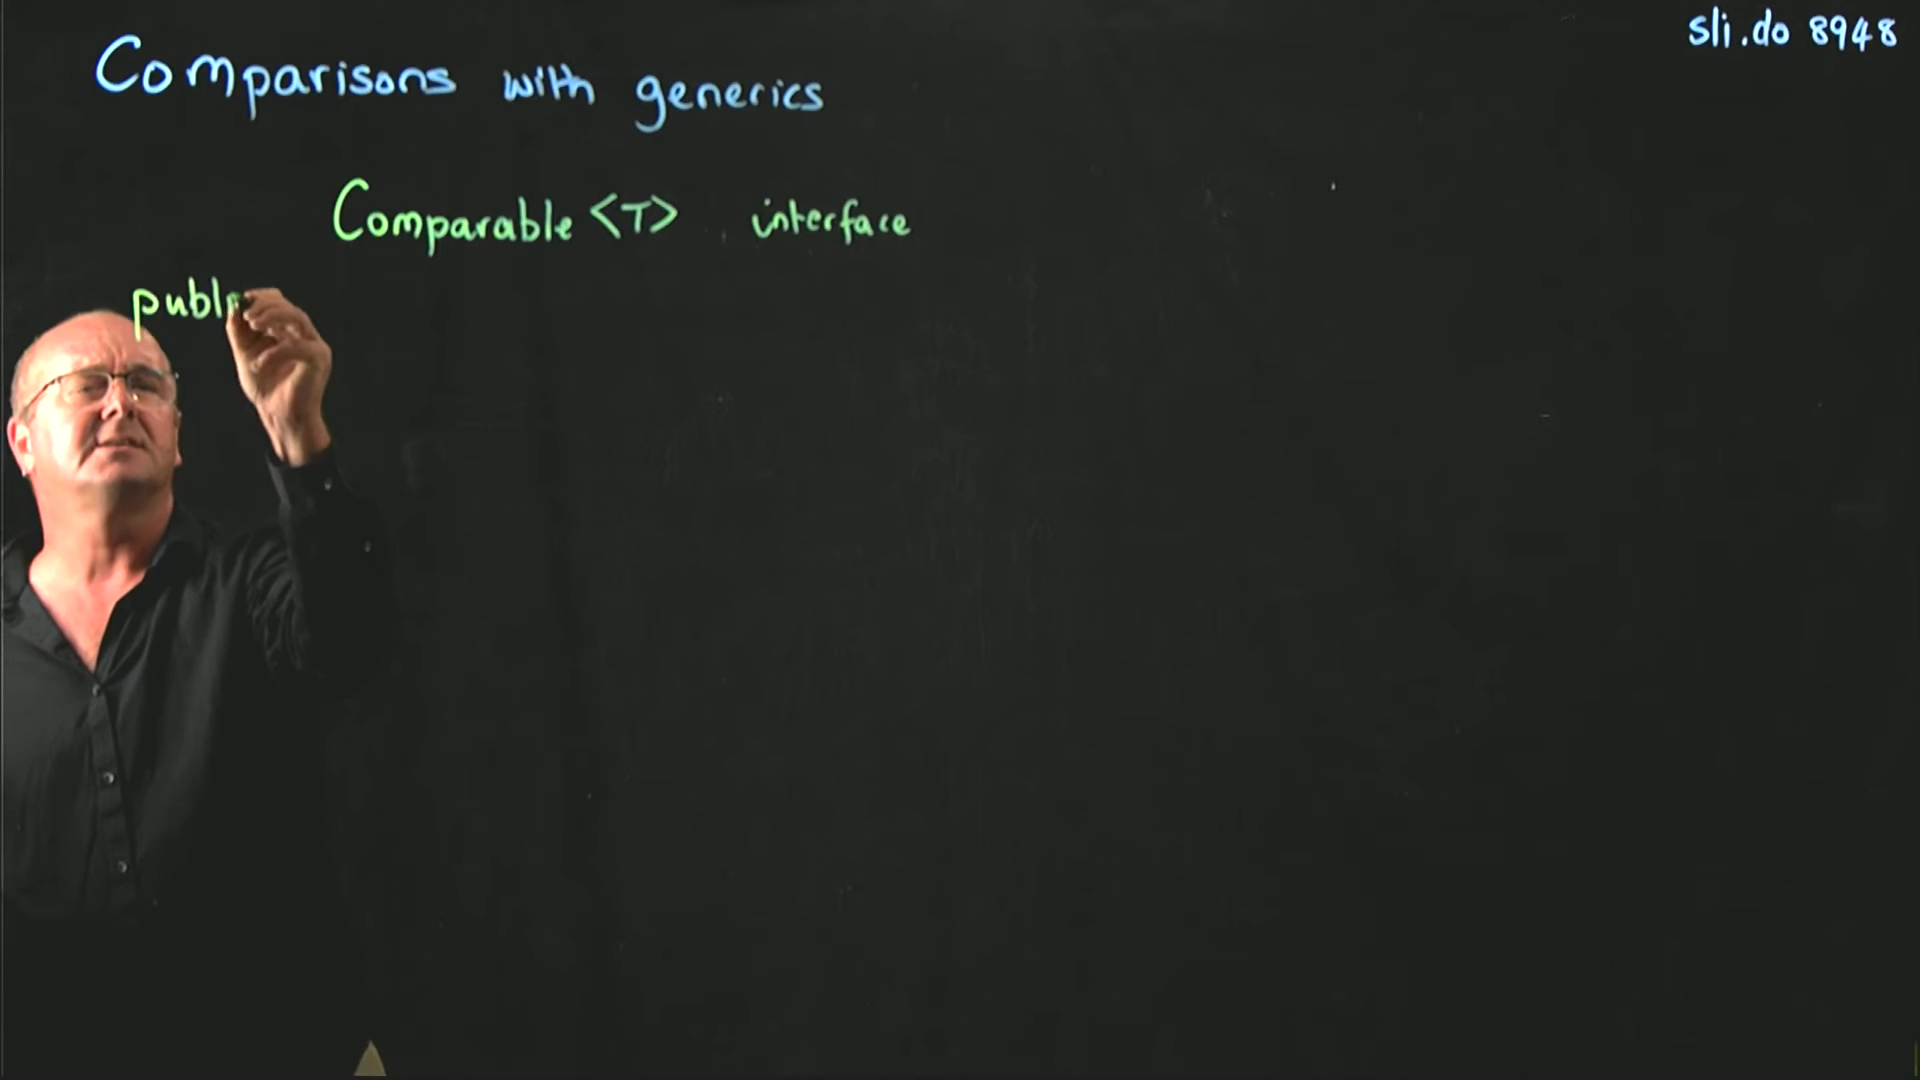 sli.do 8948
Comparisons with generics
Comparable <T> interface
publ